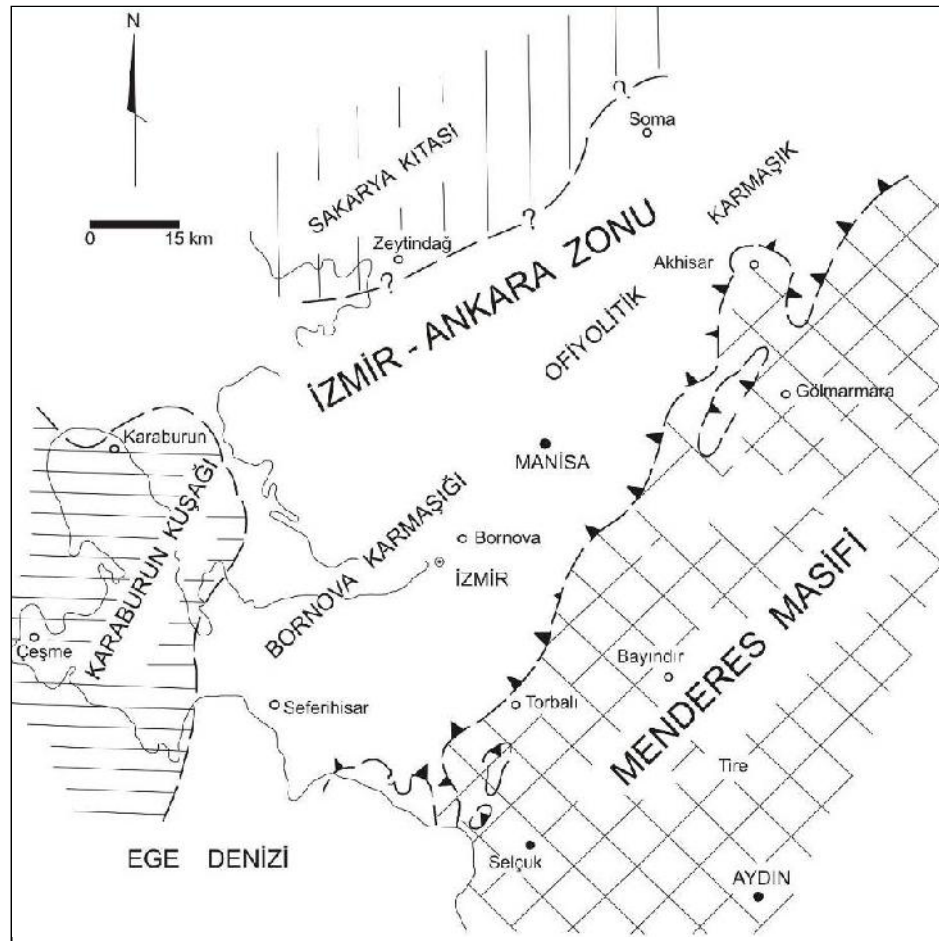 N
Soma
SAKARYA KITASI
KARMAŞIK
0 15 km
?
Zeytindağ
?
?
?
Akhisar
İZMİR - ANKARA ZONU
OFİYOLİTİK
Gölmarmara
Karaburun
MANİSA
KARABURUN KUŞAĞI
Bornova
BORNOVA KARMAŞIĞI
İZMİR
Çeşme
Bayındır
MENDERES MASİFİ
Seferihisar
Torbalı
Tire
EGE DENİZİ
Selçuk
AYDIN